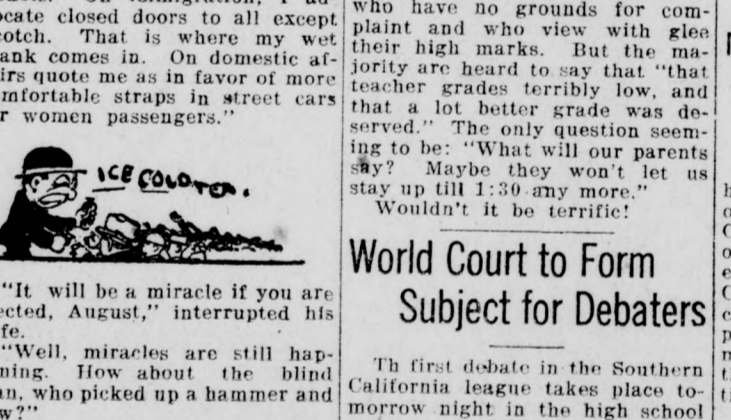 ocate closed doors to all except
cotch. That is where my wet
ank comes in. On domestic af-
irs quote me as in favor of more
mfortable straps in street cars
r women passengers."
ICE COLD
"It will be a miracle if you are
ected, August," interrupted his
fe.
"Well, miracles are still hap-
ning. How about the blind
an, who picked up a hammer and
w?"
who have no grounds for com-
plaint and who view with glee
their high marks. But the ma-
jority are heard to say that "that
teacher grades terribly low, and
that a lot better grade was de-
served." The only question seem-
ing to be: "What will our parents
say? Maybe they won't let us
stay up till 1:30 any more."
Wouldn't it be terrific!
World Court to Form
Subject for Debaters
Th first debate in the Southern
California league takes place to-
morrow night in the high school